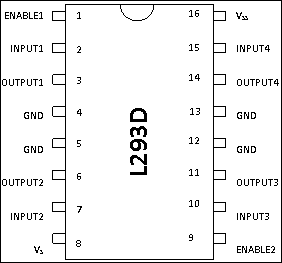 ENABLE1 1 16 VSS
INPUT1 2 15 INPUT4
OUTPUT1 3 14 OUTPUT4
GND 4 13 GND
GND 5 12 GND
OUTPUT2 6 11 OUTPUT3
INPUT2 7 10 INPUT3
VS 8 9 ENABLE2
L293D